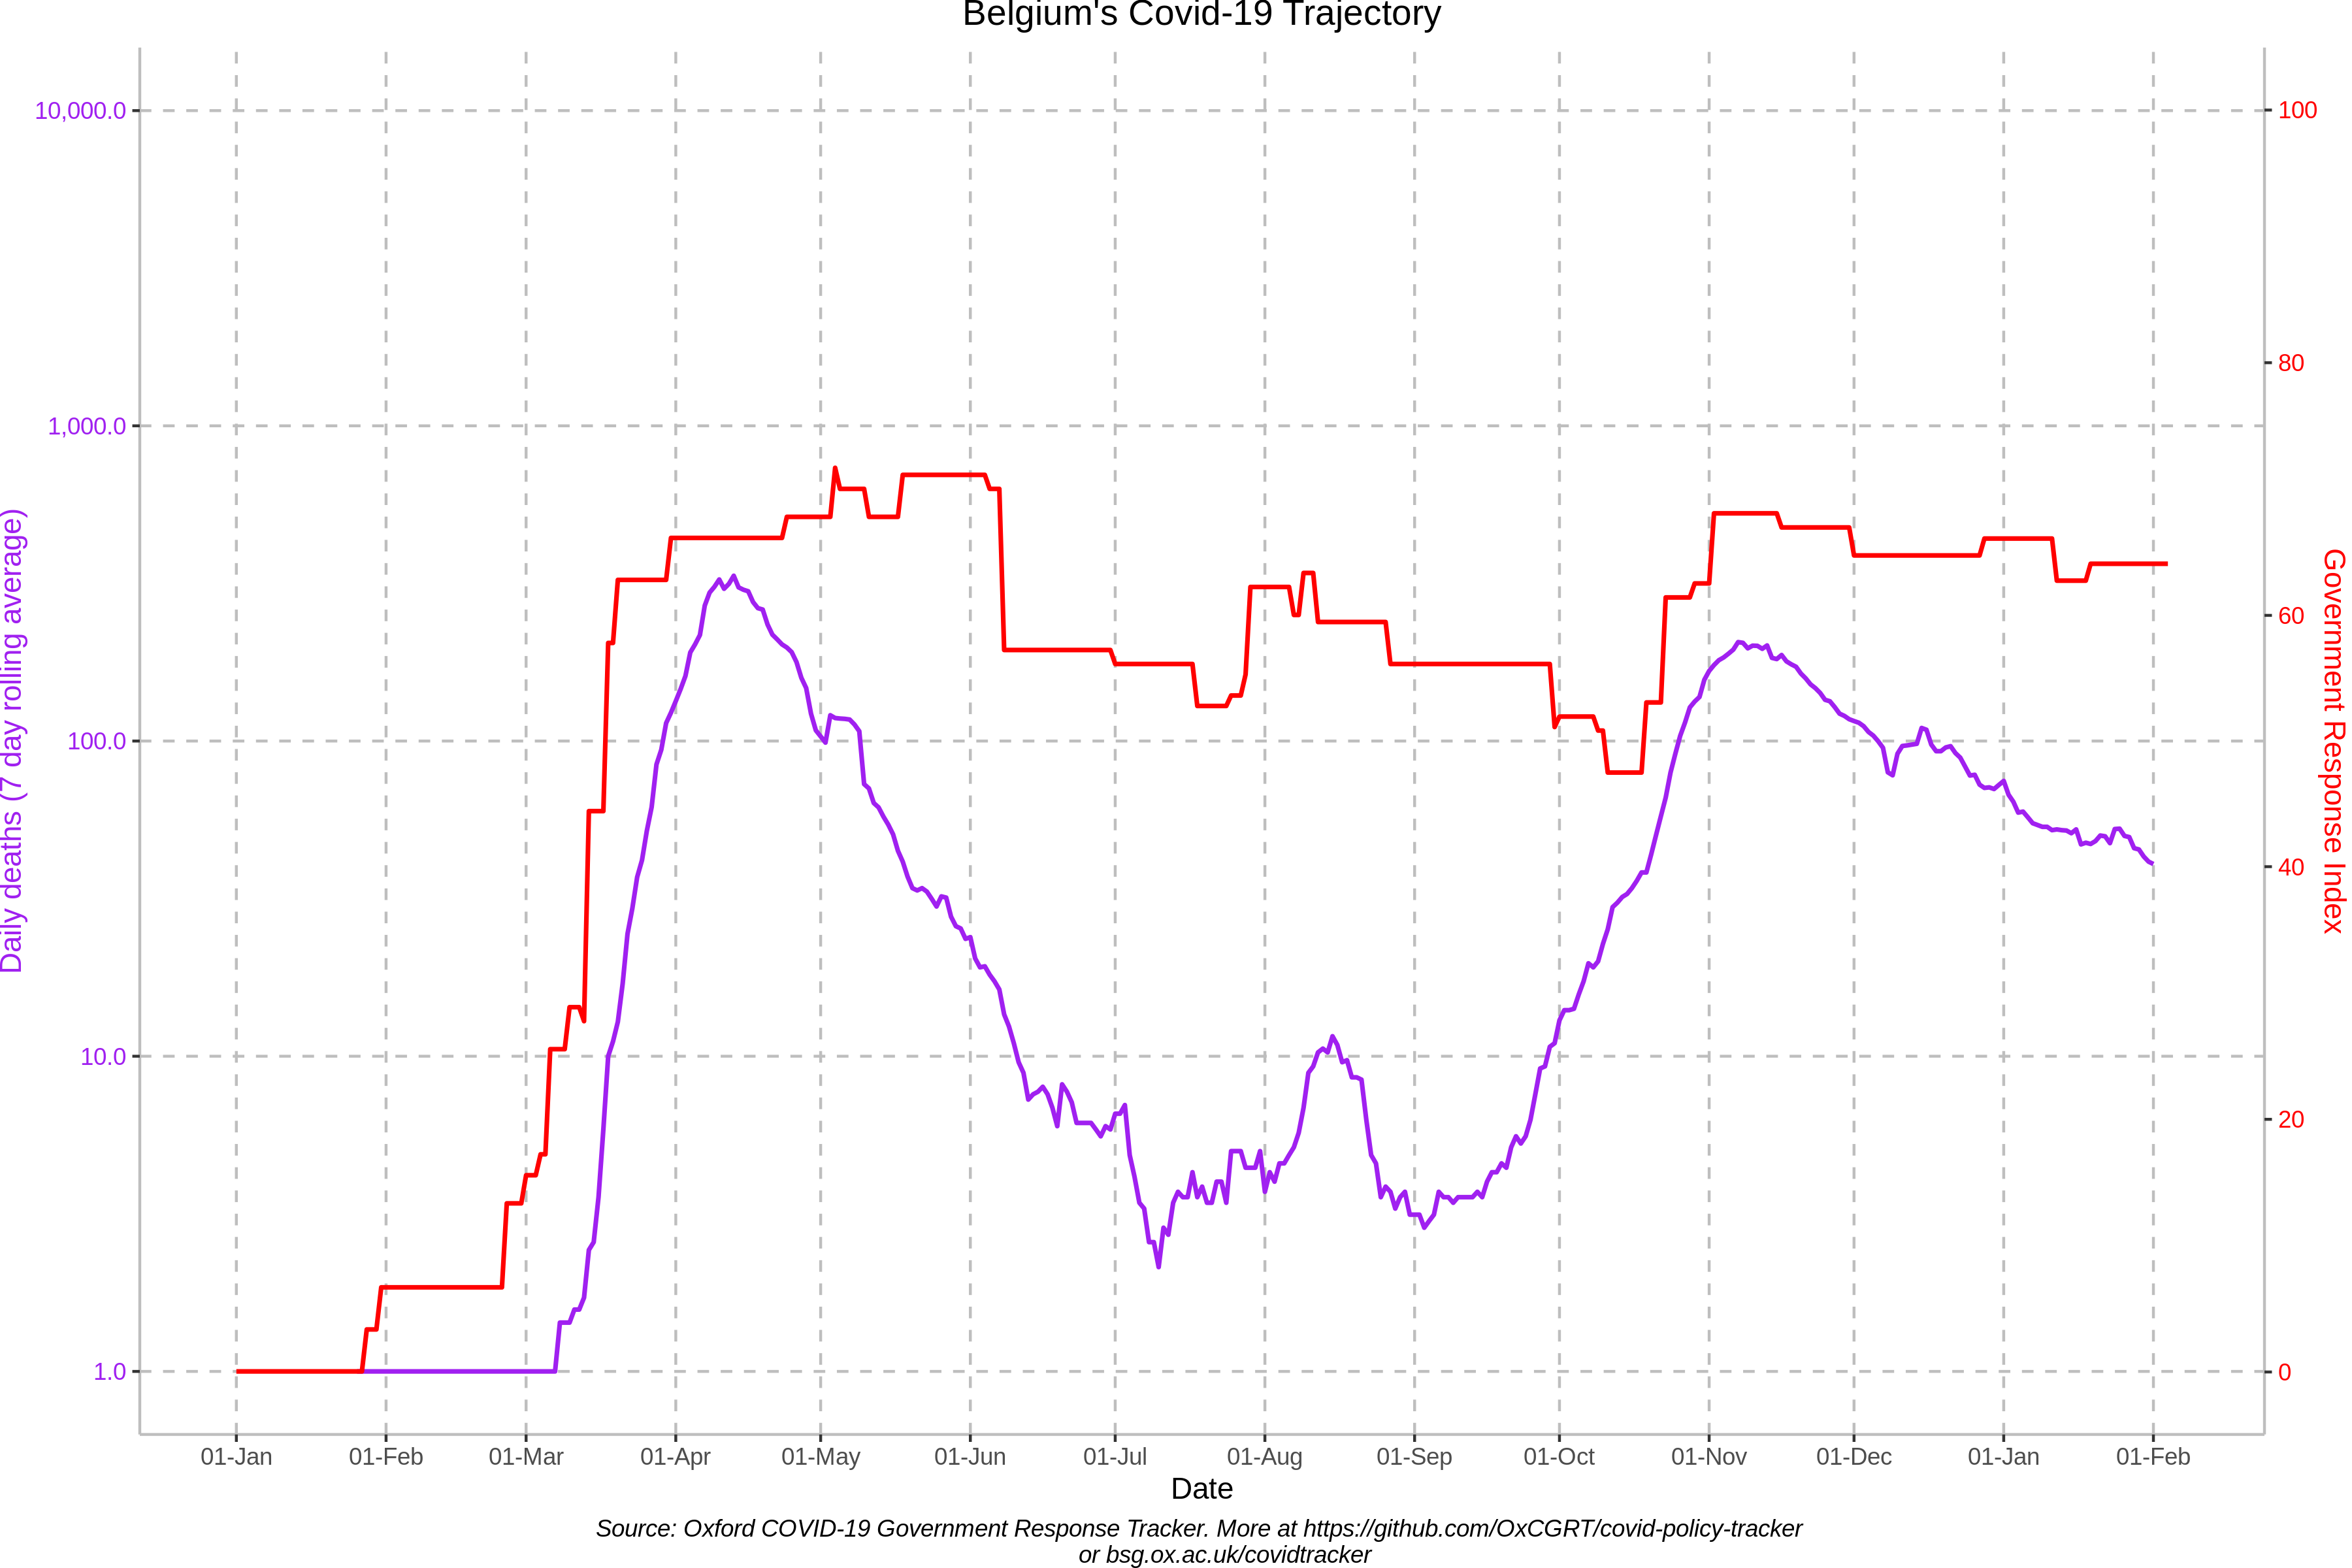 Belgium's Covid-19 Trajectory
10,000.0
1,000.0
100.0
10.0
1.0
Daily deaths (7 day rolling average)
100
80
60
40
20
0
Government Response Index
01-Jan 01-Feb 01-Mar 01-Apr 01-May 01-Jun 01-Jul 01-Aug 01-Sep 01-Oct 01-Nov 01-Dec 01-Jan 01-Feb
Date
Source: Oxford COVID-19 Government Response Tracker. More at https://github.com/OxCGRT/covid-policy-tracker
or bsg.ox.ac.uk/covidtracker